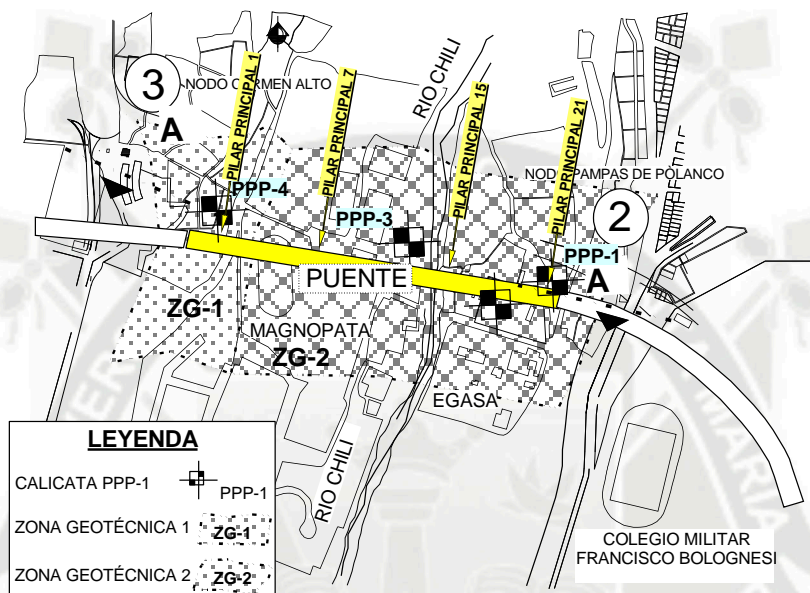 3
NODO CARMEN ALTO
A
PILAR PRINCIPAL 1
PILAR PRINCIPAL 7
RIO CHILI
PILAR PRINCIPAL 15
PILAR PRINCIPAL 21
NODO PAMPAS DE POLANCO
2
PPP-4
PPP-3
PPP-1
A
PUENTE
ZG-1
MAGNOPATA
ZG-2
EGASA
RIO CHILI
COLEGIO MILITAR
FRANCISCO BOLOGNESI
LEYENDA
CALICATA PPP-1
PPP-1
ZONA GEOTÉCNICA 1
ZG-1
ZONA GEOTÉCNICA 2
ZG-2